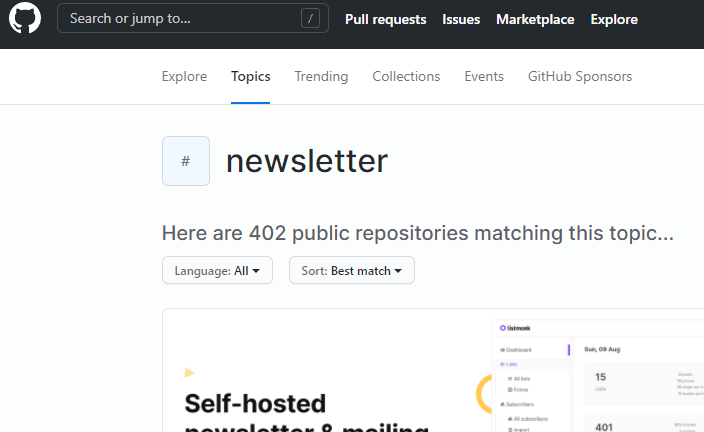 Search or jump to... /
Pull requests Issues Marketplace Explore
Explore Topics Trending Collections Events GitHub Sponsors
# newsletter
Here are 402 public repositories matching this topic...
Language: All Sort: Best match
listmonk
Dashboard
Sun, 09 Aug
Lists
All lists
15
Forms
Self-hosted
Subscribers
newsletter & mailing
All subscribers
401
Import